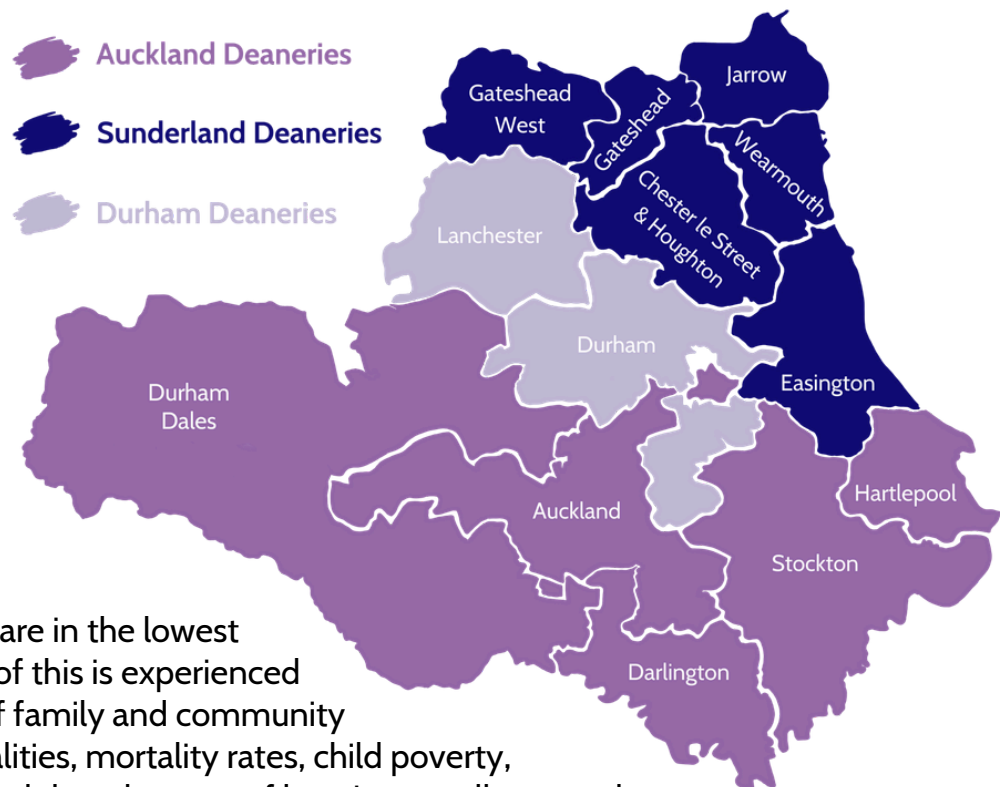 Auckland Deaneries
Sunderland Deaneries
Durham Deaneries
Jarrow
Gateshead
West
Gateshead
Wearmouth
Chester le Street
& Houghton
Lanchester
Durham
Easington
Durham
Dales
Auckland
Hartlepool
Stockton
Darlington
are in the lowest
of this is experienced
family and community
alities, mortality rates, child poverty,